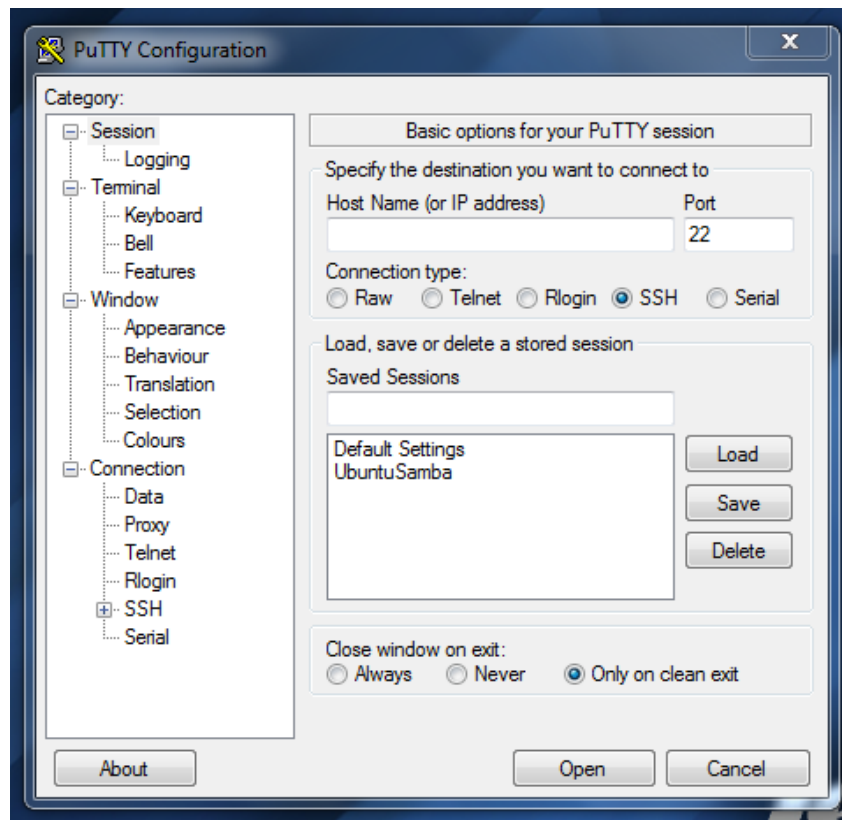 PuTTY Configuration
x
Category:
Session
Logging
Terminal
Keyboard
Bell
Features
Window
Appearance
Behaviour
Translation
Selection
Colours
Connection
Data
Proxy
Telnet
Rlogin
SSH
Serial
Basic options for your PuTTY session
Specify the destination you want to connect to
Host Name (or IP address) Port
22
Connection type:
Raw Telnet Rlogin SSH Serial
Load, save or delete a stored session
Saved Sessions
Default Settings
UbuntuSamba
Load
Save
Delete
Close window on exit:
Always Never Only on clean exit
About Open Cancel